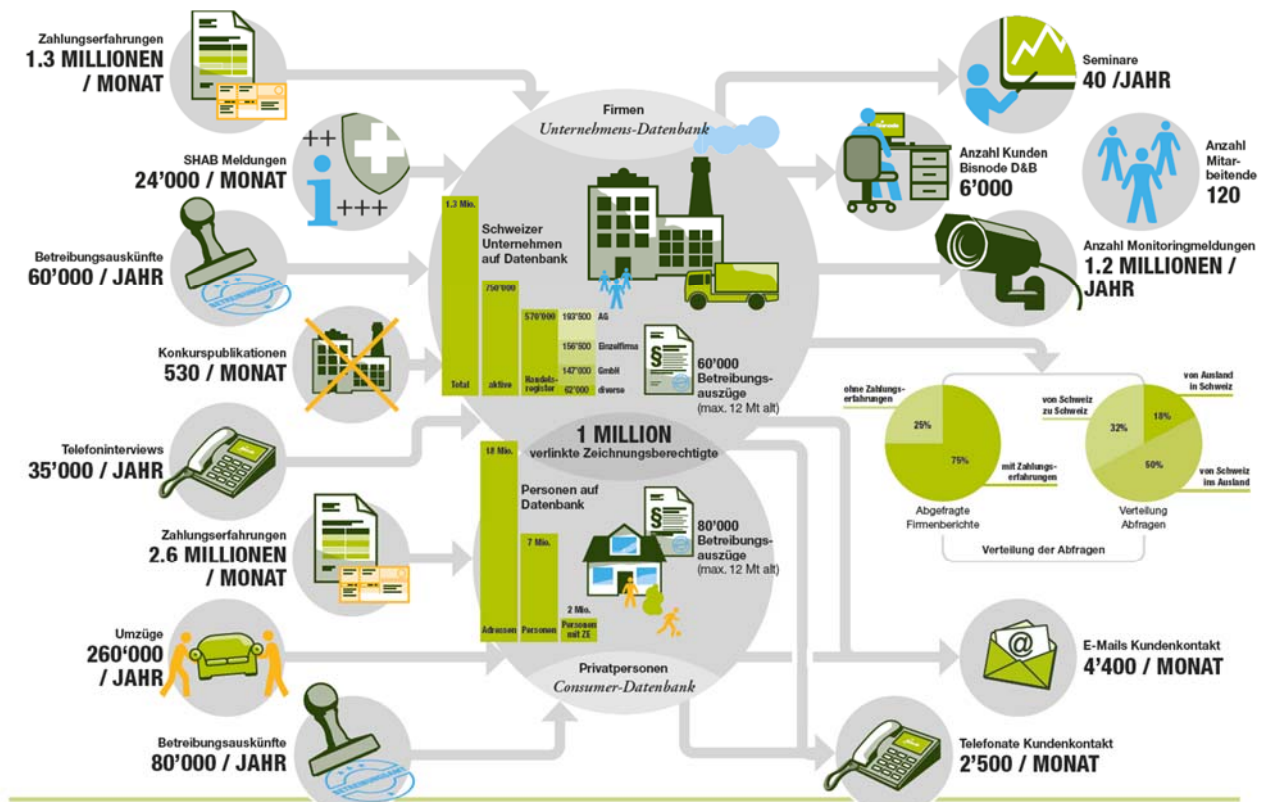 Zahlungserfahrungen
1.3 MILLIONEN
/ MONAT
SHAB Meldungen
24'000 / MONAT
++
+++
Betreibungsauskünfte
60'000 / JAHR
BETREIBUNGSAMT
Konkurspublikationen
530 / MONAT
Telefoninterviews
35'000 / JAHR
Zahlungserfahrungen
2.6 MILLIONEN
/ MONAT
Umzüge
260'000
/ JAHR
Betreibungsauskünfte
80'000 / JAHR
BETREIBUNGSAMT
Firmen
Unternehmens-Datenbank
Schweizer
Unternehmen
auf Datenbank
1.3 Mio.
Total
750'000
aktive
570'000
Handels-
register
193'500 AG
156'500 Einzelfirma
147'000 GmbH
62'000 diverse
§
60'000
Betreibungs-
auszüge
(max. 12 Mt alt)
1 MILLION
verlinkte Zeichnungsberechtigte
Personen auf
Datenbank
18 Mio.
Adressen
7 Mio.
Personen
2 Mio.
Personen
mit ZE
§
80'000
Betreibungs-
auszüge
(max. 12 Mt alt)
Privatpersonen
Consumer-Datenbank
Seminare
40 /JAHR
Anzahl Kunden
Bisnode D&B
6'000
Anzahl
Mitar-
beitende
120
Anzahl Monitoringmeldungen
1.2 MILLIONEN /
JAHR
ohne Zahlungs-
erfahrungen
25%
75%
mit Zahlungs-
erfahrungen
Abgefragte
Firmenberichte
von Schweiz
zu Schweiz
32%
von Ausland
in Schweiz
18%
50%
von Schweiz
ins Ausland
Verteilung
Abfragen
Verteilung der Abfragen
@
E-Mails Kundenkontakt
4'400 / MONAT
Telefonate Kundenkontakt
2'500 / MONAT